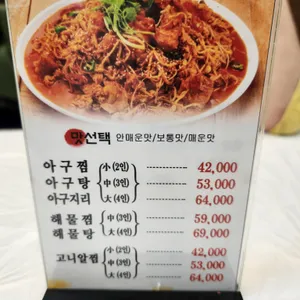 맛선택 안매운맛/보통맛/매운맛
아구찜 小(2인) 42,000
아구탕 中(3인) 53,000
아구지리 大(4인) 64,000
해물찜 中(3인) 59,000
해물탕 大(4인) 69,000
小(2인) 42,000
고니알찜 中(3인) 53,000
大(4인) 64,000